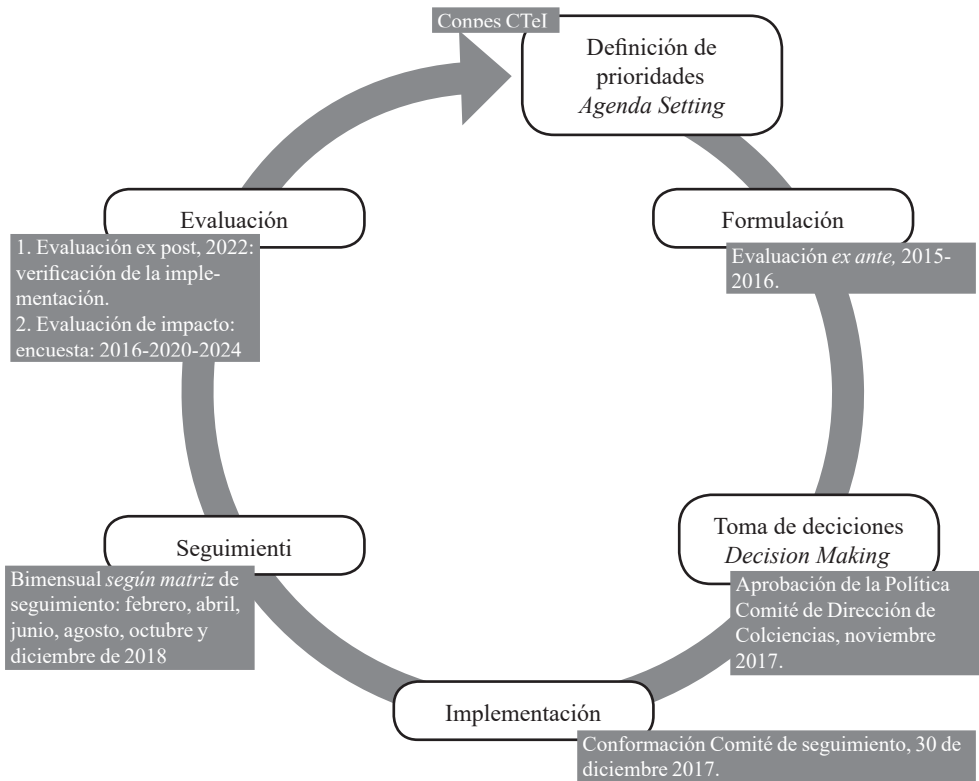 Conpes CTeI
Definición de
prioridades
Agenda Setting
Formulación
Evaluación ex ante, 2015-
2016.
Toma de deciciones
Decision Making
Aprobación de la Política
Comité de Dirección de
Colciencias, noviembre
2017.
Implementación
Conformación Comité de seguimiento, 30 de
diciembre 2017.
Seguimienti
Bimensual según matriz de
seguimiento: febrero, abril,
junio, agosto, octubre y
diciembre de 2018
Evaluación
1. Evaluación ex post, 2022:
verificación de la imple-
mentación.
2. Evaluación de impacto:
encuesta: 2016-2020-2024